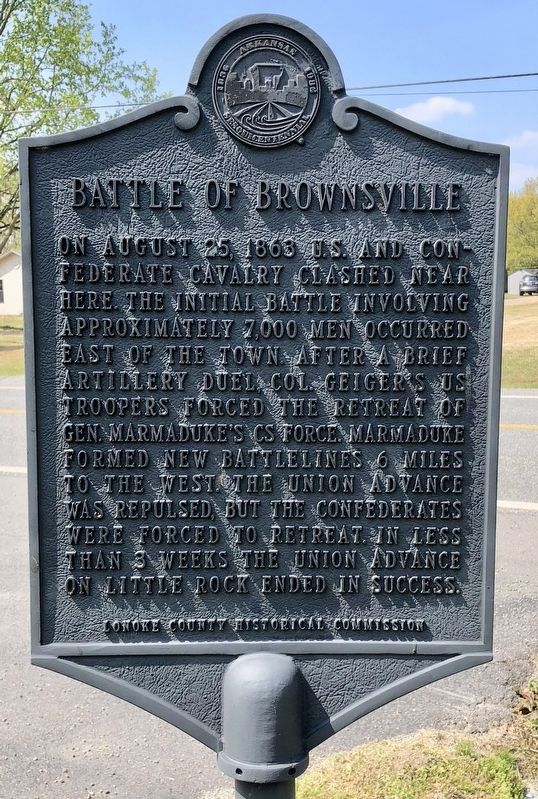 ARKANSAS
1836 1986
SESQUICENTENNIAL
BATTLE OF BROWNSVILLE
ON AUGUST 25, 1863 U.S. AND CON-
FEDERATE CAVALRY CLASHED NEAR
HERE. THE INITIAL BATTLE INVOLVING
APPROXIMATELY 7,000 MEN OCCURRED
EAST OF THE TOWN. AFTER A BRIEF
ARTILLERY DUEL, COL. GEIGER'S US
TROOPERS FORCED THE RETREAT OF
GEN. MARMADUKE'S CS FORCE. MARMADUKE
FORMED NEW BATTLELINES 6 MILES
TO THE WEST. THE UNION ADVANCE
WAS REPULSED, BUT THE CONFEDERATES
WERE FORCED TO RETREAT. IN LESS
THAN 3 WEEKS THE UNION ADVANCE
ON LITTLE ROCK ENDED IN SUCCESS.
LONOKE COUNTY HISTORICAL COMMISSION